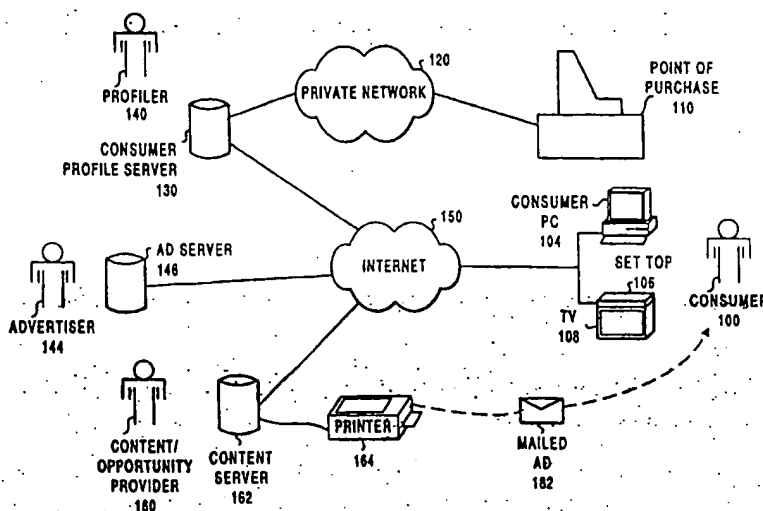 PROFILER
140
120
PRIVATE NETWORK
POINT OF
PURCHASE
110
CONSUMER
PROFILE SERVER
130
150
INTERNET
CONSUMER
PC
104
SET TOP
106
TV
108
CONSUMER
100
AD SERVER
146
ADVERTISER
144
CONTENT/
OPPORTUNITY
PROVIDER
160
CONTENT
SERVER
162
PRINTER
164
MAILED
AD
182